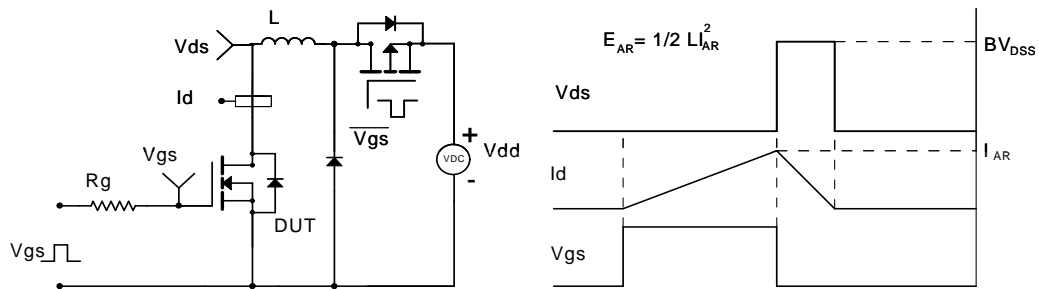 L
Vds
Id
Vgs
Vgs
Rg
DUT
Vgs
VDC
+
-
Vdd
E_AR = 1/2 LI_AR^2
BV_DSS
Vds
I_AR
Id
Vgs